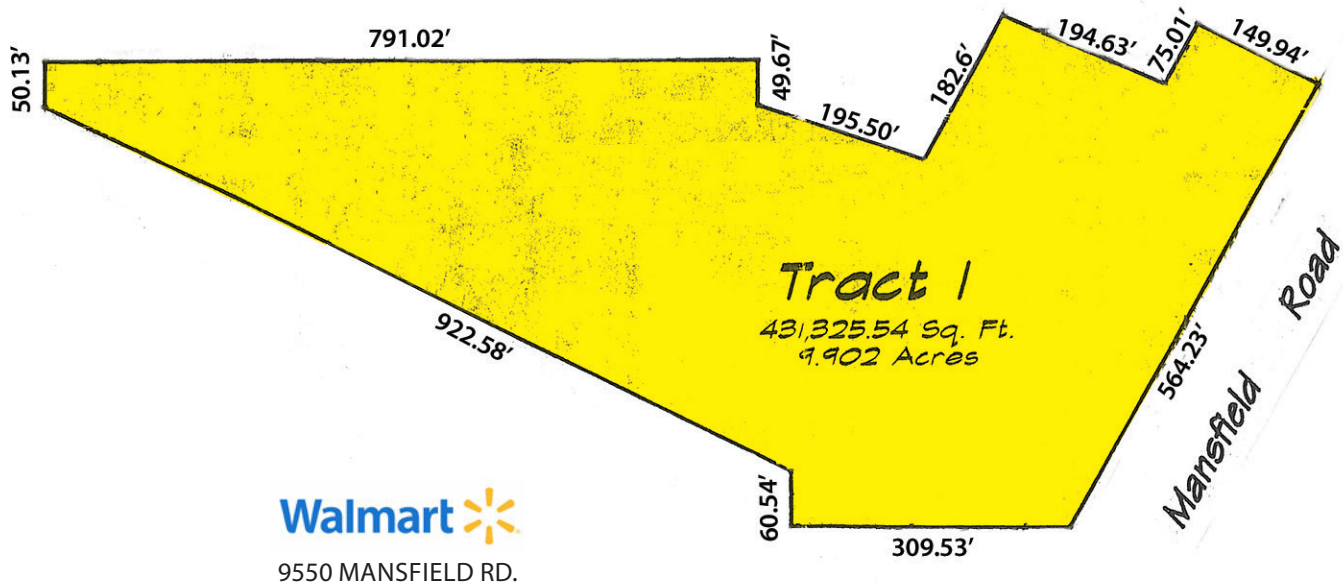 791.02'
50.13'
49.67'
195.50'
182.6'
194.63'
75.01'
149.94'
Tract 1
431,325.54 Sq. Ft.
9.902 Acres
922.58'
564.23'
Mansfield Road
60.54'
309.53'
Walmart
9550 MANSFIELD RD.